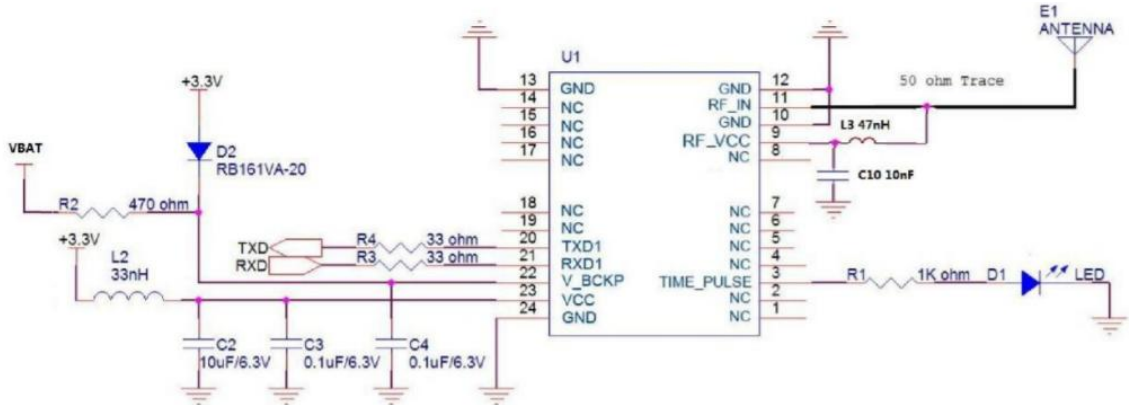 E1
ANTENNA
U1
+3.3V
50 ohm Trace
VBAT
D2
RB161VA-20
R2 470 ohm
+3.3V
L2
33nH
TXD R4 33 ohm
RXD R3 33 ohm
13 GND
14 NC
15 NC
16 NC
17 NC
18 NC
19 NC
20 TXD1
21 RXD1
22 V_BCKP
23 VCC
24 GND
GND 12
RF_IN 11
GND 10
RF_VCC 9
NC 8
NC 7
NC 6
NC 5
NC 4
TIME_PULSE 3
NC 2
NC 1
L3 47nH
C10 10nF
R1 1K ohm D1 LED
C2
10uF/6.3V
C3
0.1uF/6.3V
C4
0.1uF/6.3V